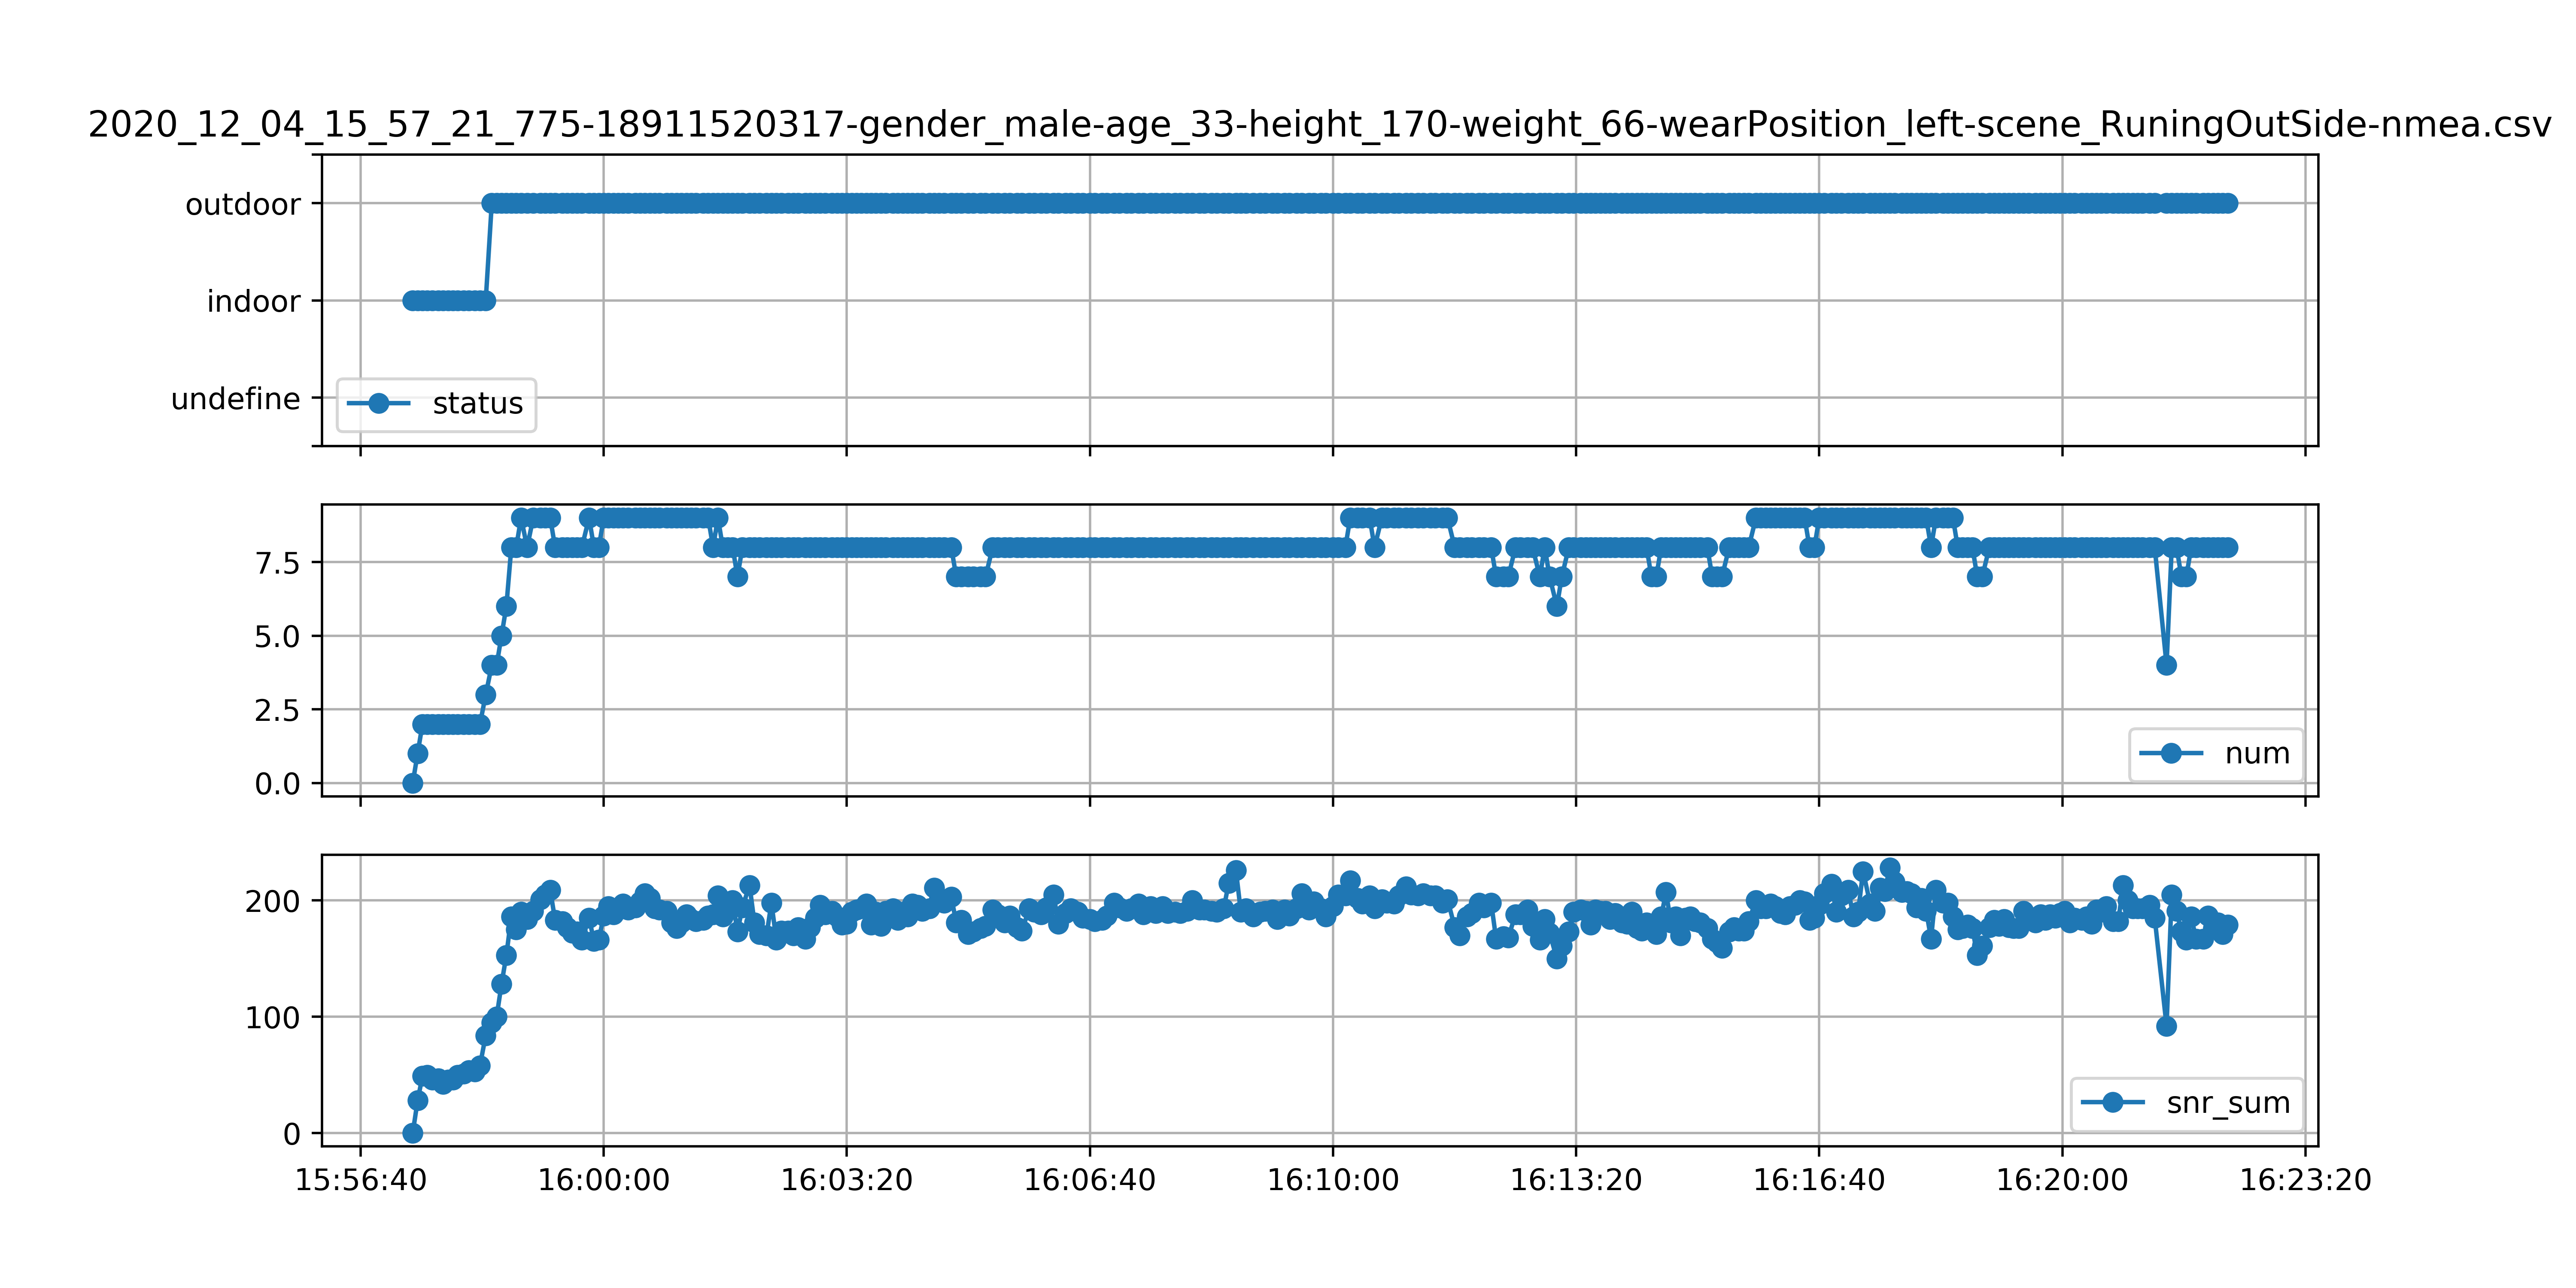 2020_12_04_15_57_21_775-18911520317-gender_male-age_33-height_170-weight_66-wearPosition_left-scene_RuningOutSide-nmea.csv
outdoor
indoor
undefine
status
7.5
5.0
2.5
0.0
num
200
100
0
snr_sum
15:56:40 16:00:00 16:03:20 16:06:40 16:10:00 16:13:20 16:16:40 16:20:00 16:23:20